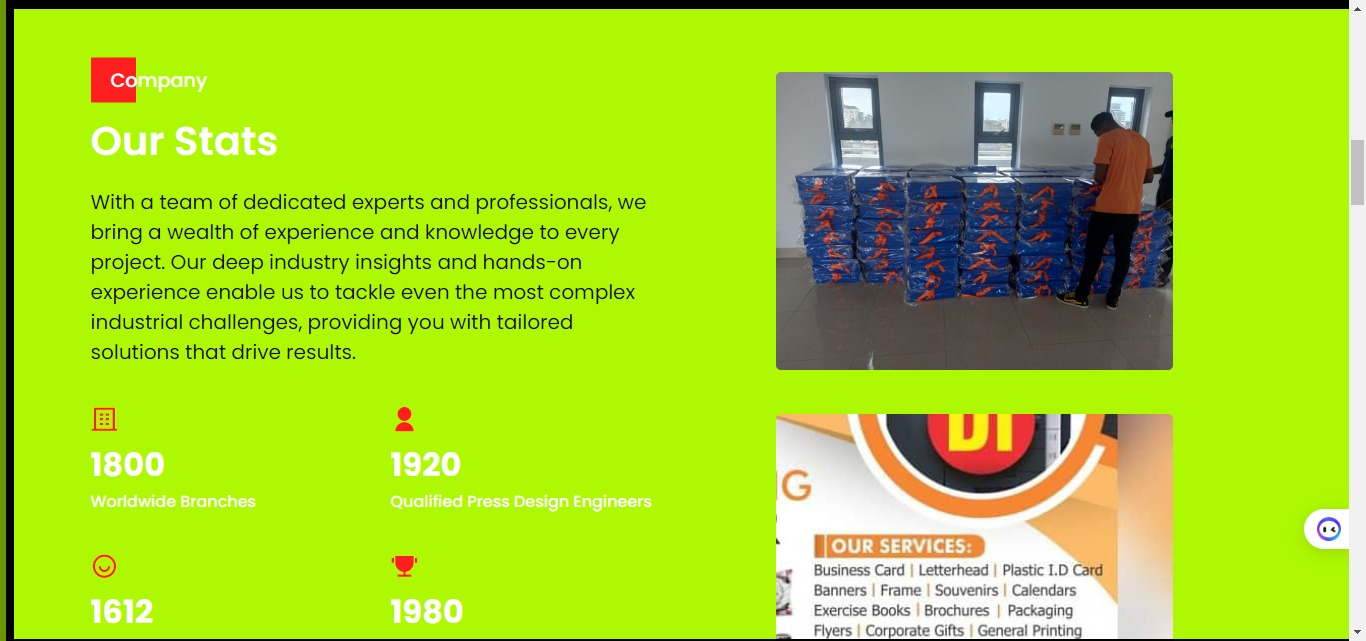 Company
Our Stats
With a team of dedicated experts and professionals, we
bring a wealth of experience and knowledge to every
project. Our deep industry insights and hands-on
experience enable us to tackle even the most complex
industrial challenges, providing you with tailored
solutions that drive results.
1800
Worldwide Branches
1920
Qualified Press Design Engineers
1612
1980
G
OUR SERVICES:
Business Card | Letterhead | Plastic I.D Card
Banners | Frame | Souvenirs | Calendars
Exercise Books | Brochures | Packaging
Flyers | Corporate Gifts | General Printing